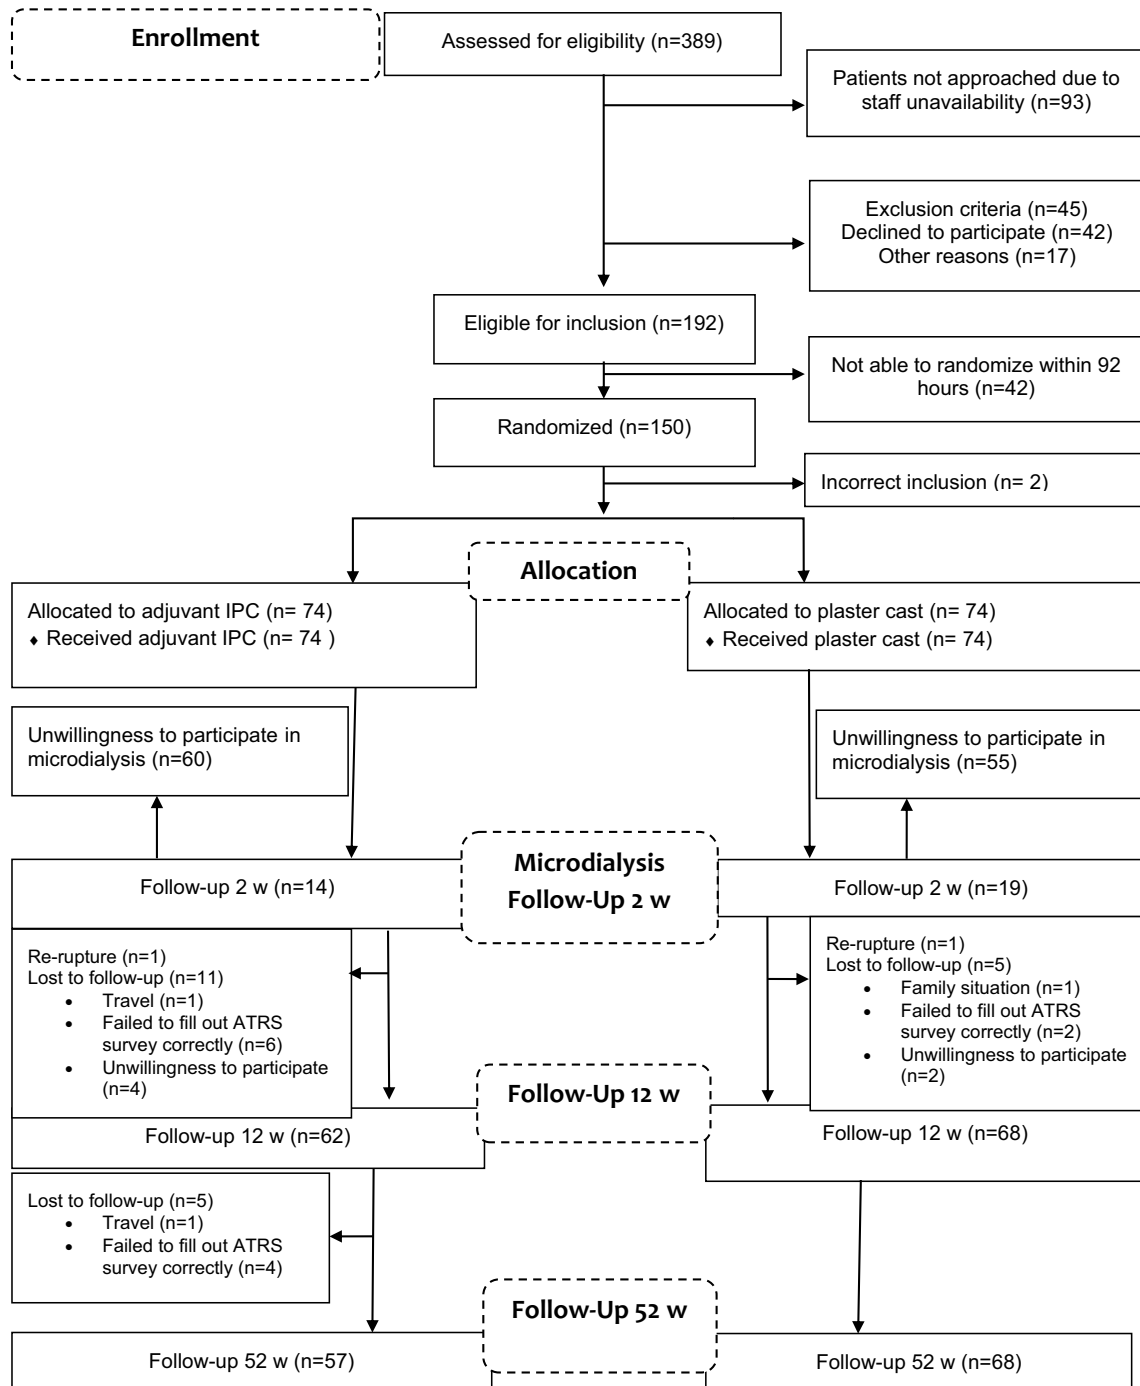 Enrollment
Assessed for eligibility (n=389)
Patients not approached due to
staff unavailability (n=93)
Exclusion criteria (n=45)
Declined to participate (n=42)
Other reasons (n=17)
Eligible for inclusion (n=192)
Not able to randomize within 92
hours (n=42)
Randomized (n=150)
Incorrect inclusion (n= 2)
Allocation
Allocated to adjuvant IPC (n= 74)
♦ Received adjuvant IPC (n= 74 )
Allocated to plaster cast (n= 74)
♦ Received plaster cast (n= 74)
Unwillingness to participate in
microdialysis (n=60)
Unwillingness to participate in
microdialysis (n=55)
Microdialysis
Follow-Up 2 w
Follow-up 2 w (n=14)
Follow-up 2 w (n=19)
Re-rupture (n=1)
Lost to follow-up (n=11)
• Travel (n=1)
• Failed to fill out ATRS
survey correctly (n=6)
• Unwillingness to participate
(n=4)
Re-rupture (n=1)
Lost to follow-up (n=5)
• Family situation (n=1)
• Failed to fill out ATRS
survey correctly (n=2)
• Unwillingness to participate
(n=2)
Follow-Up 12 w
Follow-up 12 w (n=62)
Follow-up 12 w (n=68)
Lost to follow-up (n=5)
• Travel (n=1)
• Failed to fill out ATRS
survey correctly (n=4)
Follow-Up 52 w
Follow-up 52 w (n=57)
Follow-up 52 w (n=68)